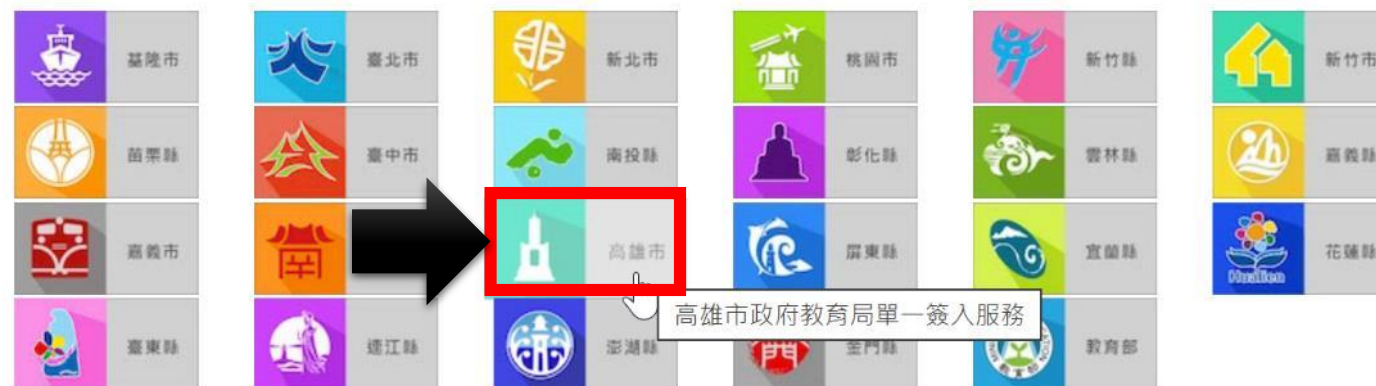 基隆市
臺北市
新北市
桃園市
新竹縣
新竹市
苗栗縣
臺中市
南投縣
彰化縣
雲林縣
嘉義縣
嘉義市
南
高雄市
屏東縣
宜蘭縣
花蓮縣
Hualien
高雄市政府教育局單一簽入服務
臺東縣
連江縣
澎湖縣
金門縣
教育部